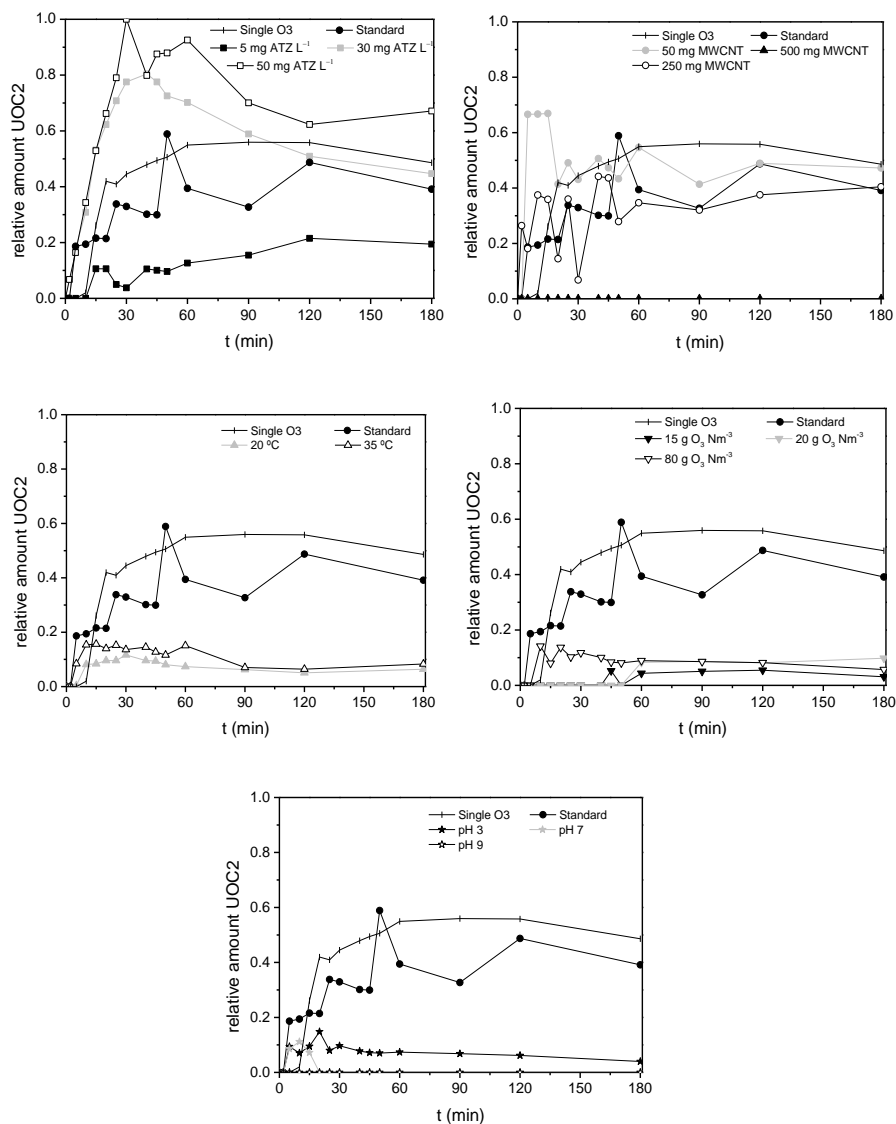 Single O3 Standard
5 mg ATZ L⁻¹ 30 mg ATZ L⁻¹
50 mg ATZ L⁻¹
relative amount UOC2
1.0
0.8
0.6
0.4
0.2
0.0
0 30 60 90 120 150 180
t (min)
Single O3 Standard
50 mg MWCNT 500 mg MWCNT
250 mg MWCNT
relative amount UOC2
1.0
0.8
0.6
0.4
0.2
0.0
0 30 60 90 120 150 180
t (min)
Single O3 Standard
20 ºC 35 ºC
relative amount UOC2
1.0
0.8
0.6
0.4
0.2
0.0
0 30 60 90 120 150 180
t (min)
Single O3 Standard
15 g O₃ Nm⁻³ 20 g O₃ Nm⁻³
80 g O₃ Nm⁻³
relative amount UOC2
1.0
0.8
0.6
0.4
0.2
0.0
0 30 60 90 120 150 180
t (min)
Single O3 Standard
pH 3 pH 7
pH 9
relative amount UOC2
1.0
0.8
0.6
0.4
0.2
0.0
0 30 60 90 120 150 180
t (min)